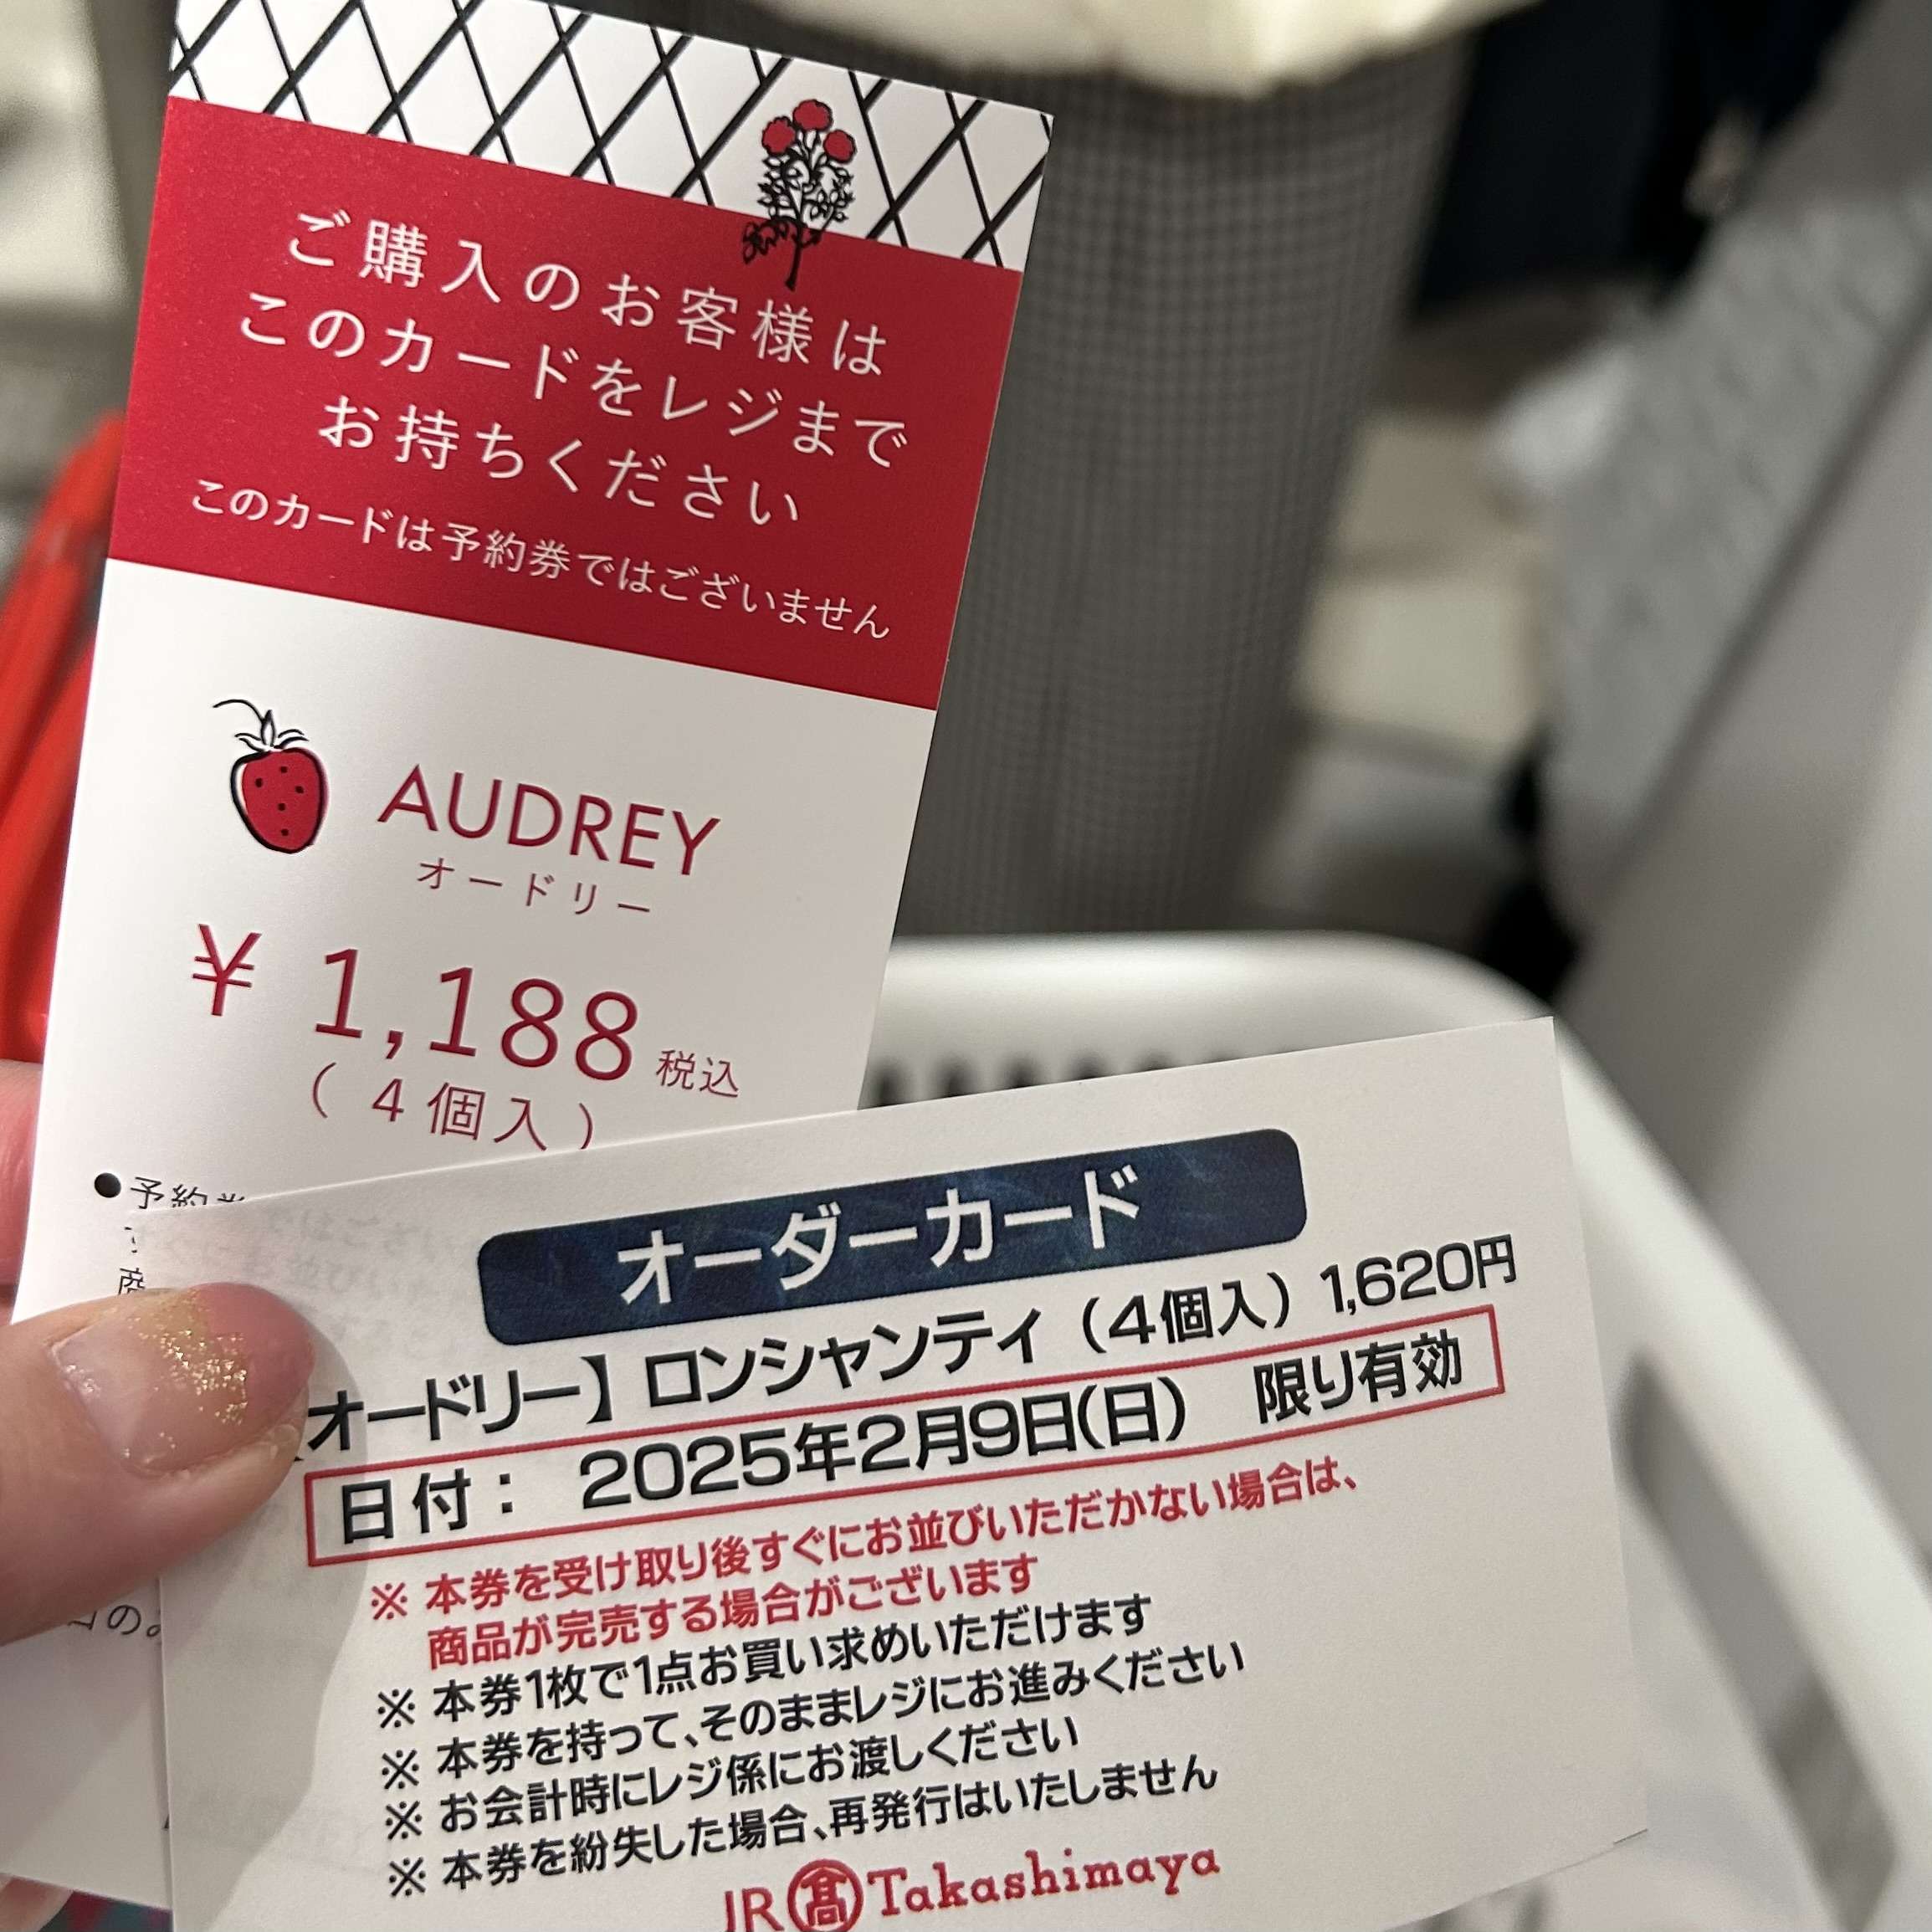 ご購入のお客様は
このカードをレジまで
お持ちください
このカードは予約券ではございません
AUDREY
オードリー
¥ 1,188 税込
( 4個入 )
●予約券
商
日のみ
オーダーカード
オードリー】ロンシャンティ（4個入）1,620円
日付： 2025年2月9日(日) 限り有効
※ 本券を受け取り後すぐにお並びいただかない場合は、
商品が完売する場合がございます
※ 本券1枚で1点お買い求めいただけます
※ 本券を持って、そのままレジにお進みください
※ お会計時にレジ係にお渡しください
※ 本券を紛失した場合、再発行はいたしません
JR 髙 Takashimaya